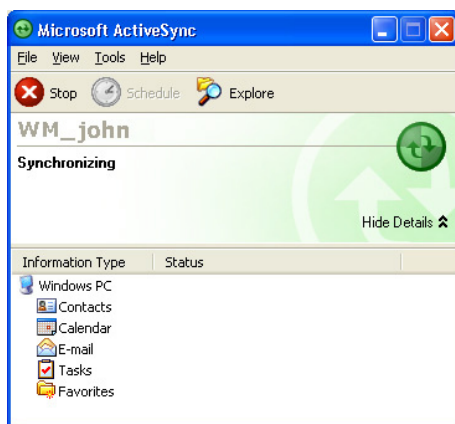 Microsoft ActiveSync
File View Tools Help
Stop Schedule Explore
WM_john
Synchronizing
Hide Details
Information Type Status
Windows PC
Contacts
Calendar
E-mail
Tasks
Favorites